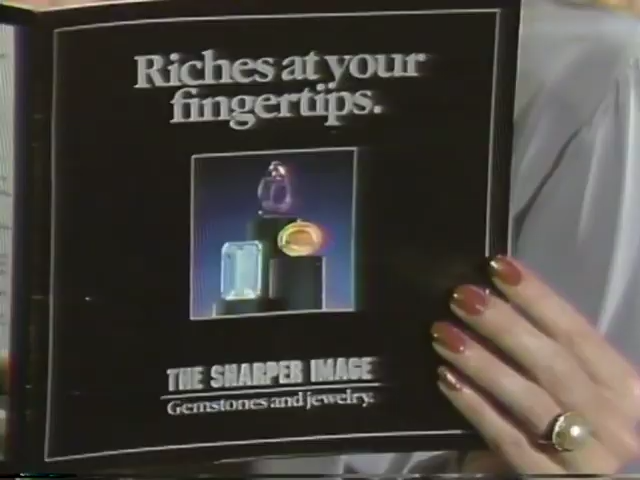 Riches at your
fingertips.
THE SHARPER IMAGE
Gemstones and jewelry.